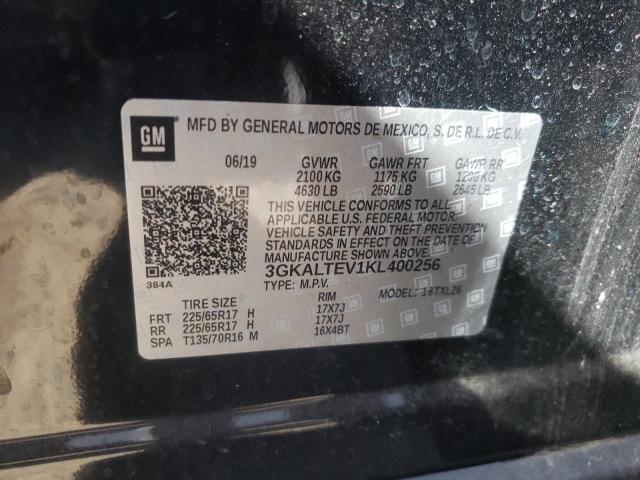 GM
MFD BY GENERAL MOTORS DE MEXICO, S. DE R.L. DE C.V.
06/19 GVWR GAWR FRT GAWR RR
2100 KG 1175 KG 1200 KG
4630 LB 2590 LB 2645 LB
THIS VEHICLE CONFORMS TO ALL
APPLICABLE U.S. FEDERAL MOTOR
VEHICLE SAFETY AND THEFT PREVENTION
STANDARDS IN EFFECT ON THE DATE OF
MANUFACTURE SHOWN ABOVE.
3GKALTEV1KL400256
TYPE: M.P.V. MODEL:
384A
TIRE SIZE RIM
FRT 225/65R17 H 17X7J
RR 225/65R17 H 17X7J
SPA T135/70R16 M 16X4BT